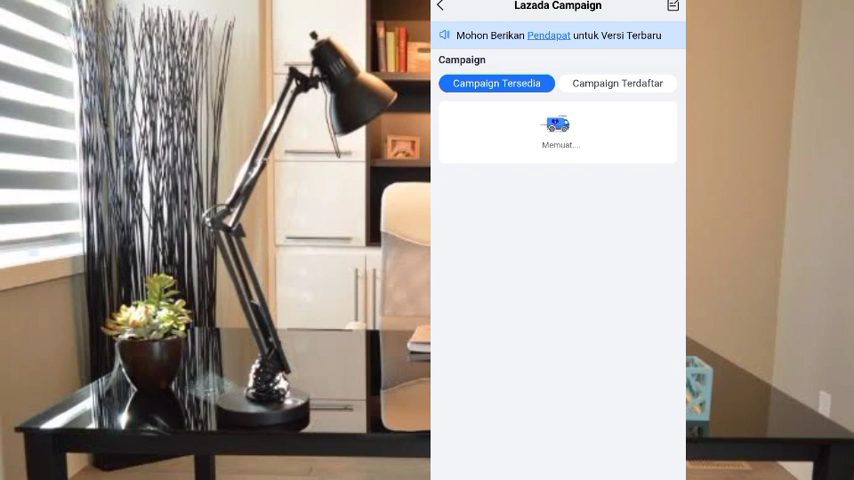 Lazada Campaign
Mohon Berikan Pendapat untuk Versi Terbaru
Campaign
Campaign Tersedia
Campaign Terdaftar
Memuat....